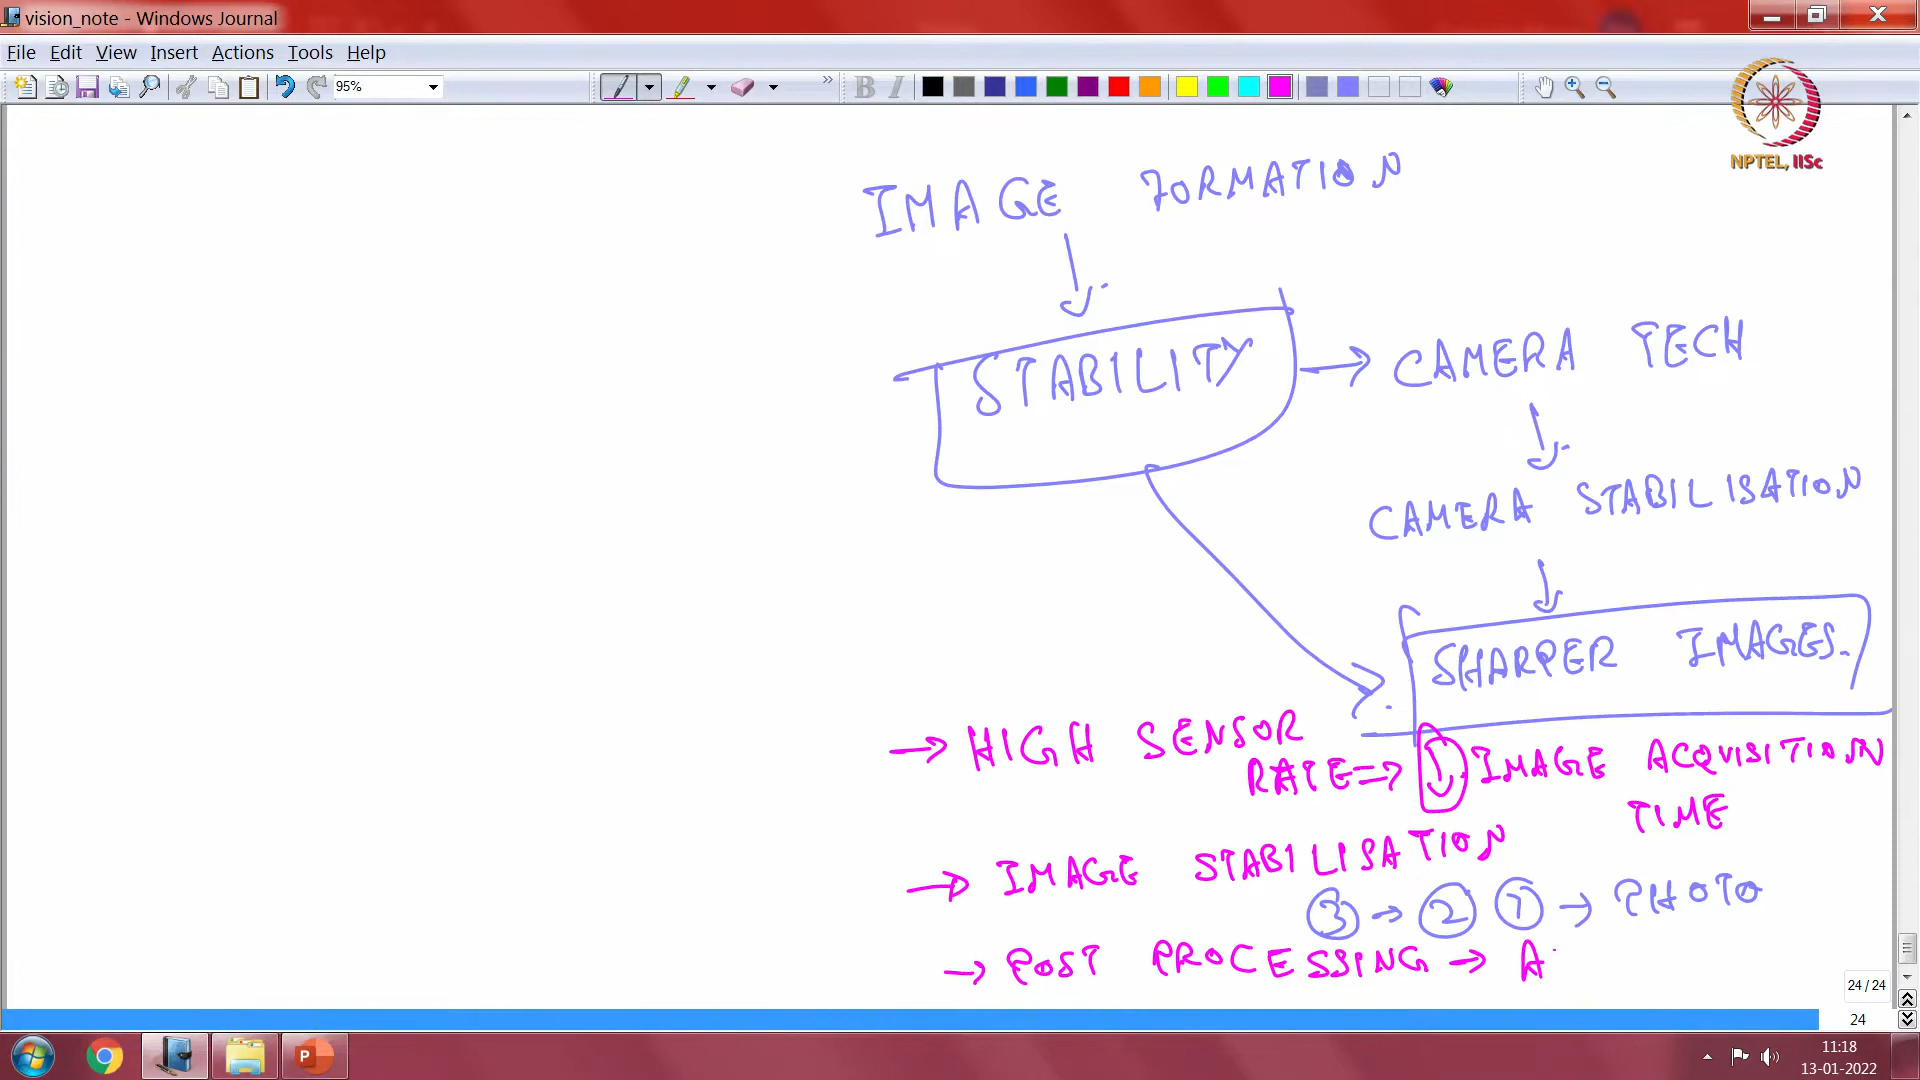 vision_note - Windows Journal
File Edit View Insert Actions Tools Help
95%
B I
NPTEL, IISc
IMAGE FORMATION
STABILITY → CAMERA TECH
CAMERA STABILISATION
SHARPER IMAGES.
→ HIGH SENSOR
RATE ⇒ ↓ IMAGE ACQUISITION
TIME
→ IMAGE STABILISATION
3 → 2 1 → PHOTO
→ POST PROCESSING → A
24 / 24
24
11:18
13-01-2022